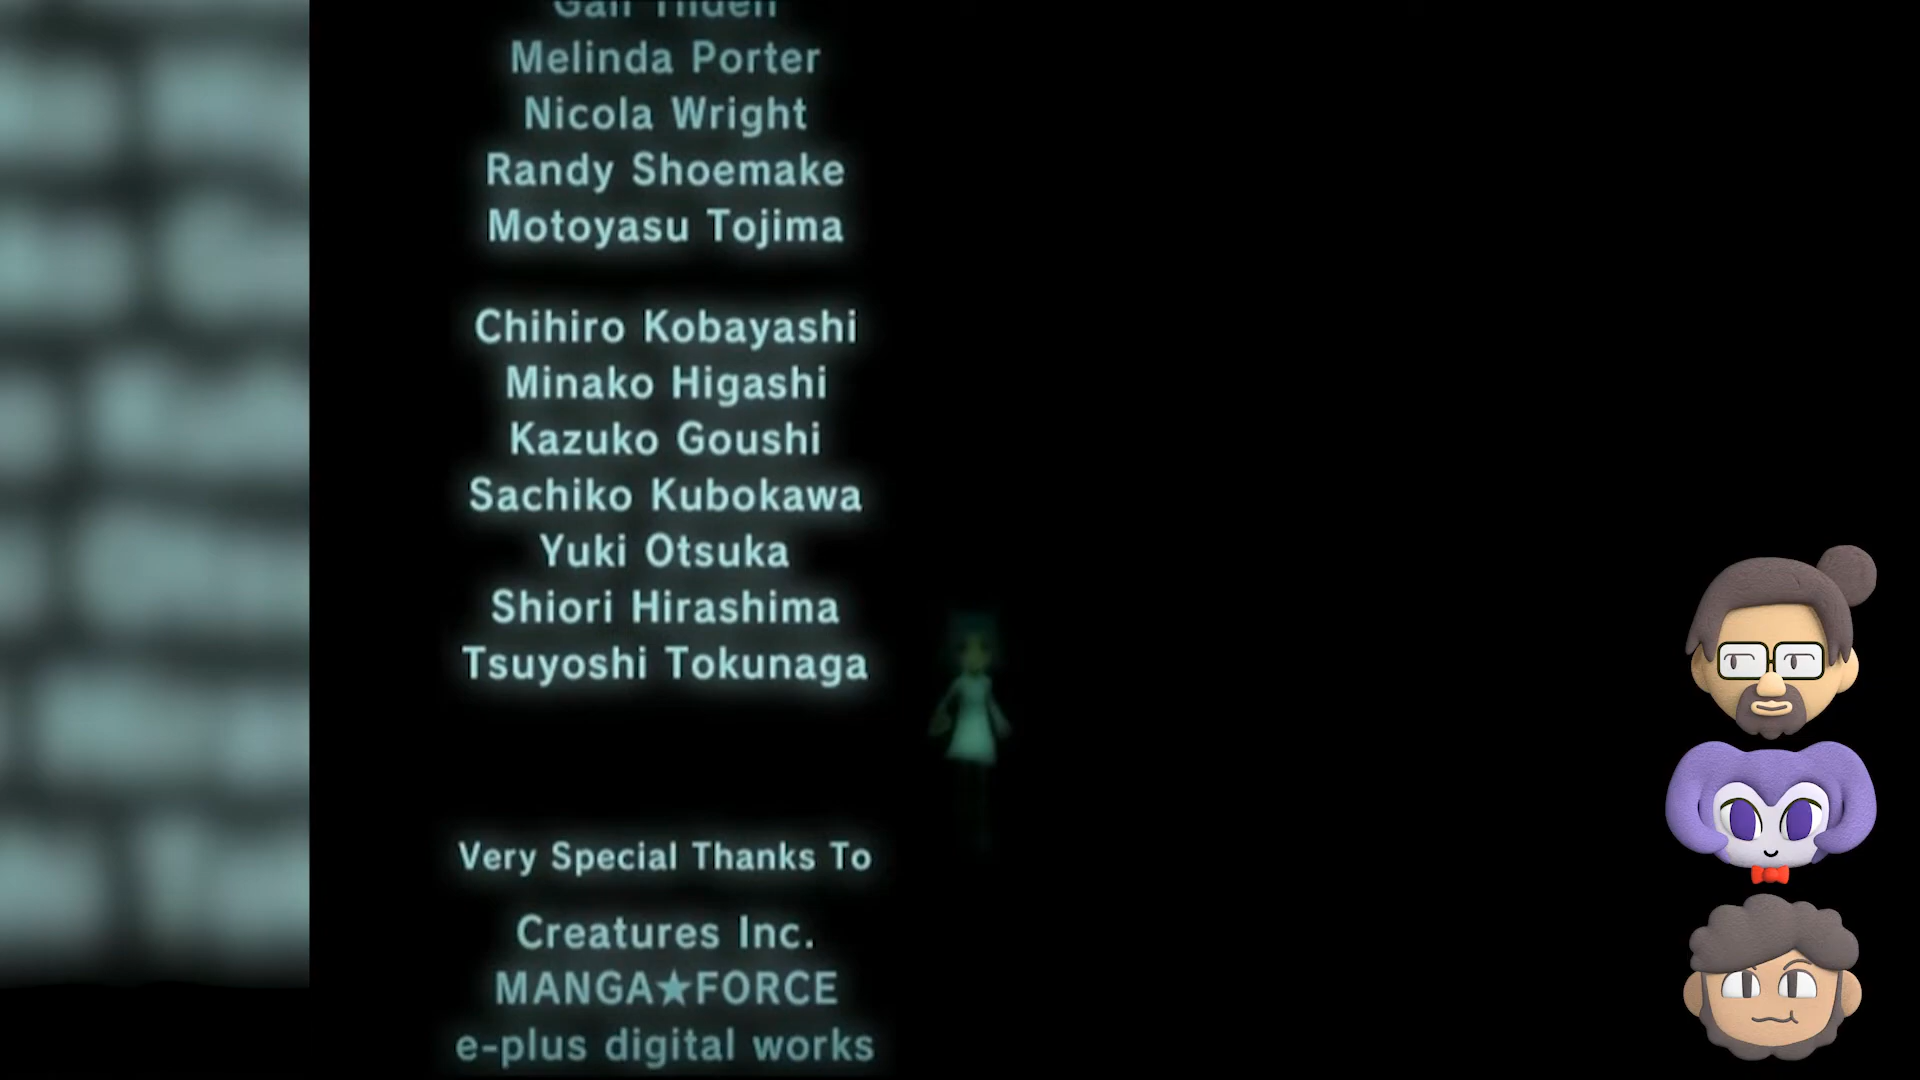 Melinda Porter
Nicola Wright
Randy Shoemake
Motoyasu Tojima
Chihiro Kobayashi
Minako Higashi
Kazuko Goushi
Sachiko Kubokawa
Yuki Otsuka
Shiori Hirashima
Tsuyoshi Tokunaga
Very Special Thanks To
Creatures Inc.
MANGA★FORCE
e-plus digital works